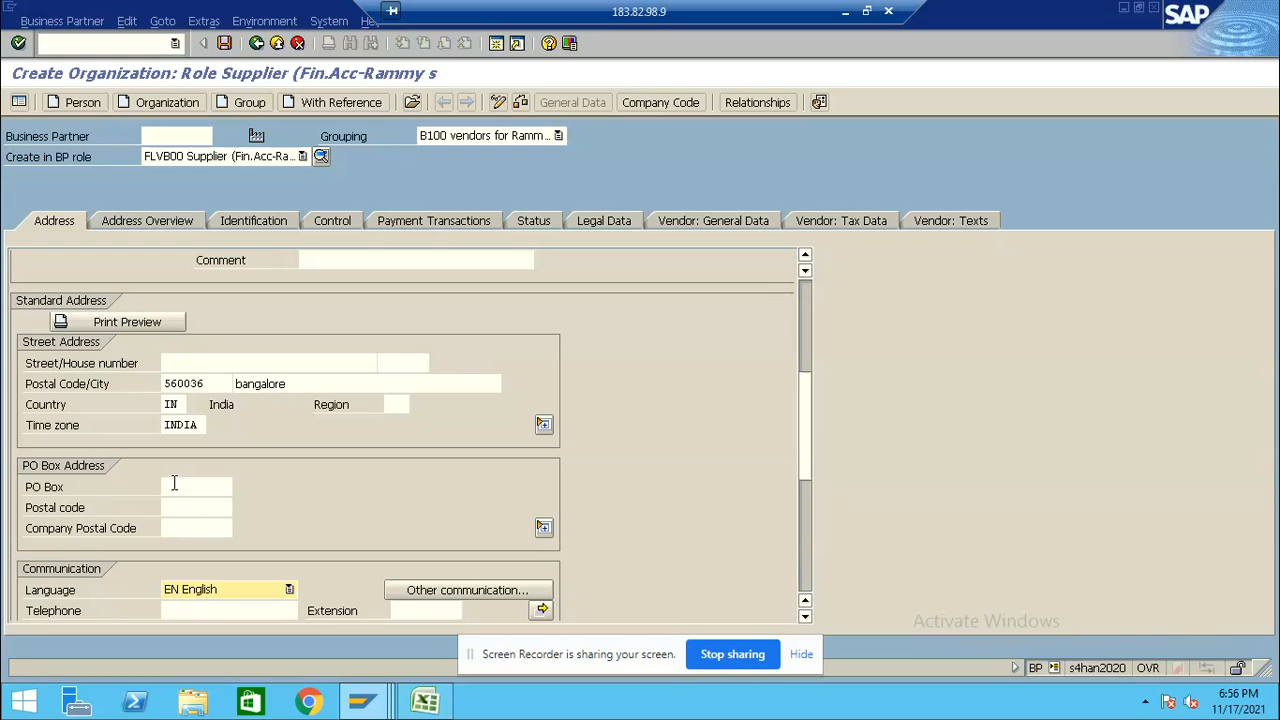 183.82.98.9
Business Partner Edit Goto Extras Environment System He
SAP
Create Organization: Role Supplier (Fin.Acc-Rammy s
Person Organization Group With Reference General Data Company Code Relationships
Business Partner Grouping B100 vendors for Ramm...
Create in BP role FLVB00 Supplier (Fin.Acc-Ra...
Address Address Overview Identification Control Payment Transactions Status Legal Data Vendor: General Data Vendor: Tax Data Vendor: Texts
Comment
Standard Address
Print Preview
Street Address
Street/House number
Postal Code/City 560036 bangalore
Country IN India Region
Time zone INDIA
PO Box Address
PO Box
Postal code
Company Postal Code
Communication
Language EN English Other communication...
Telephone Extension
Activate Windows
Screen Recorder is sharing your screen. Stop sharing Hide
BP s4han2020 OVR
6:56 PM
11/17/2021